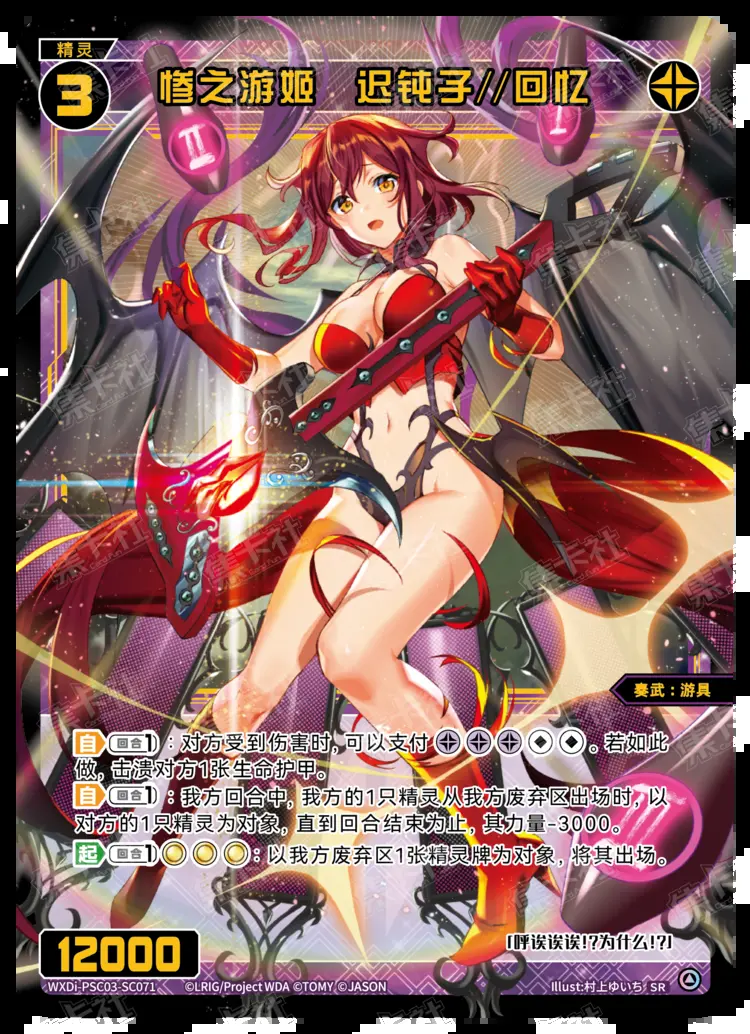 精灵
3
惨之游姬 迟钝子//回忆
II
I
奏武：游具
自 回合1：对方受到伤害时，可以支付。若如此
做，击溃对方1张生命护甲。
自 回合1：我方回合中，我方的1只精灵从我方废弃区出场时，以
对方的1只精灵为对象，直到回合结束为止，其力量-3000。
起 回合1：以我方废弃区1张精灵牌为对象，将其出场。
III
「呼诶诶诶!?为什么!?」
12000
WXDi-PSC03-SC071 ©LRIG/Project WDA ©TOMY ©JASON Illust:村上ゆいち SR
集卡社